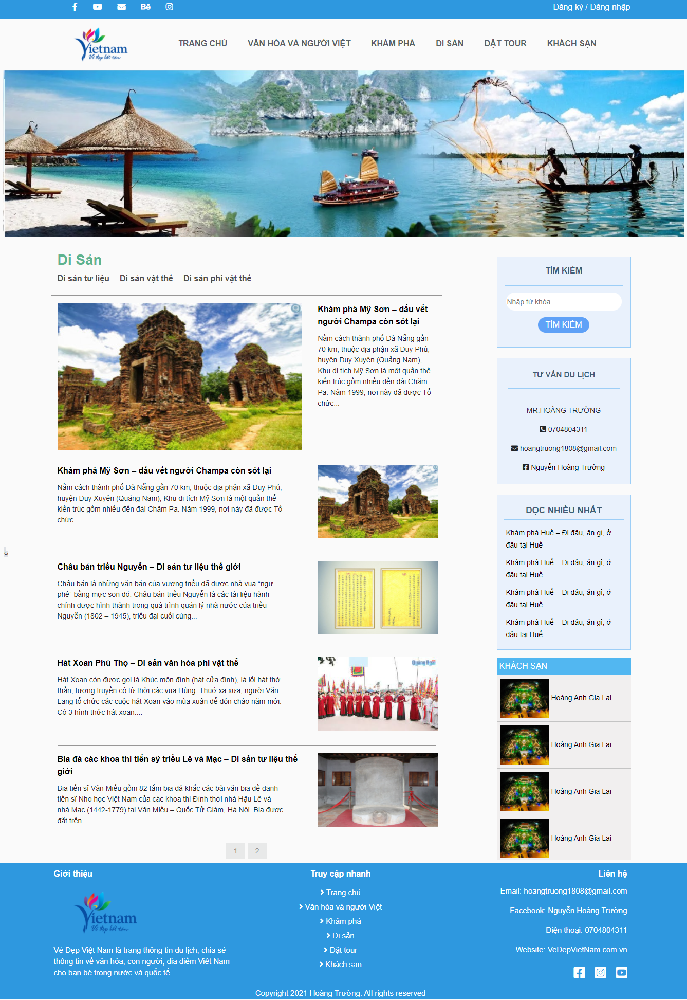 Bē
Đăng ký / Đăng nhập
Vietnam
Vẻ đẹp bất tận
TRANG CHỦ
VĂN HÓA VÀ NGƯỜI VIỆT
KHÁM PHÁ
DI SẢN
ĐẶT TOUR
KHÁCH SẠN
Di Sản
Di sản tư liệu
Di sản vật thể
Di sản phi vật thể
Khám phá Mỹ Sơn – dấu vết
người Champa còn sót lại
Nằm cách thành phố Đà Nẵng gần
70 km, thuộc địa phận xã Duy Phú,
huyện Duy Xuyên (Quảng Nam),
Khu di tích Mỹ Sơn là một quần thể
kiến trúc gồm nhiều đền đài Chăm
Pa. Năm 1999, nơi này đã được Tổ
chức...
Khám phá Mỹ Sơn – dấu vết người Champa còn sót lại
Nằm cách thành phố Đà Nẵng gần 70 km, thuộc địa phận xã Duy Phú,
huyện Duy Xuyên (Quảng Nam), Khu di tích Mỹ Sơn là một quần thể
kiến trúc gồm nhiều đền đài Chăm Pa. Năm 1999, nơi này đã được Tổ
chức...
Châu bản triều Nguyễn – Di sản tư liệu thế giới
Châu bản là những văn bản của vương triều đã được nhà vua “ngự
phê” bằng mực son đỏ. Châu bản triều Nguyễn là các tài liệu hành
chính được hình thành trong quá trình quản lý nhà nước của triều
Nguyễn (1802 – 1945), triều đại cuối cùng...
Hát Xoan Phú Thọ – Di sản văn hóa phi vật thể
Hát Xoan còn được gọi là Khúc môn đình (hát cửa đình), là lối hát thờ
thần, tương truyền có từ thời các vua Hùng. Thuở xa xưa, người Văn
Lang tổ chức các cuộc hát Xoan vào mùa xuân để đón chào năm mới.
Có 3 hình thức hát xoan:...
Quảng Ngãi
Bia đá các khoa thi tiến sỹ triều Lê và Mạc – Di sản tư liệu thế
giới
Bia tiến sĩ Văn Miếu gồm 82 tấm bia đá khắc các bài văn bia đề danh
tiến sĩ Nho học Việt Nam của các khoa thi Đình thời nhà Hậu Lê và
nhà Mạc (1442-1779) tại Văn Miếu – Quốc Tử Giám, Hà Nội. Bia được
đặt trên...
1
2
TÌM KIẾM
Nhập từ khóa..
TÌM KIẾM
TƯ VẤN DU LỊCH
MR.HOÀNG TRƯỜNG
0704804311
hoangtruong1808@gmail.com
Nguyễn Hoàng Trường
ĐỌC NHIỀU NHẤT
Khám phá Huế – Đi đâu, ăn gì, ở
đâu tại Huế
Khám phá Huế – Đi đâu, ăn gì, ở
đâu tại Huế
Khám phá Huế – Đi đâu, ăn gì, ở
đâu tại Huế
Khám phá Huế – Đi đâu, ăn gì, ở
đâu tại Huế
KHÁCH SẠN
Hoàng Anh Gia Lai
Hoàng Anh Gia Lai
Hoàng Anh Gia Lai
Hoàng Anh Gia Lai
Giới thiệu
Vietnam
Vẻ đẹp bất tận
Vẻ Đẹp Việt Nam là trang thông tin du lịch, chia sẻ
thông tin về văn hóa, con người, địa điểm Việt Nam
cho bạn bè trong nước và quốc tế.
Truy cập nhanh
Trang chủ
Văn hóa và người Việt
Khám phá
Di sản
Đặt tour
Khách sạn
Liên hệ
Email: hoangtruong1808@gmail.com
Facebook: Nguyễn Hoàng Trường
Điện thoại: 0704804311
Website: VeDepVietNam.com.vn
Copyright 2021 Hoàng Trường. All rights reserved